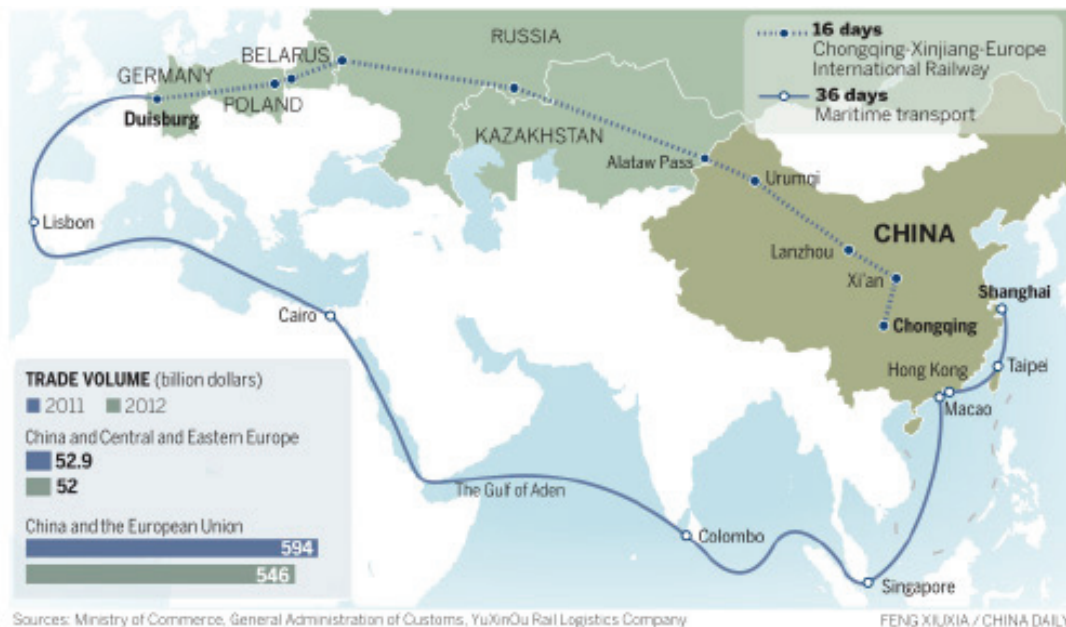 16 days
Chongqing-Xinjiang-Europe
International Railway
36 days
Maritime transport
RUSSIA
BELARUS
GERMANY
POLAND
Duisburg
KAZAKHSTAN
Alataw Pass
Urumqi
Lisbon
CHINA
Lanzhou
Xi'an
Shanghai
Cairo
Chongqing
Hong Kong
Taipei
Macao
TRADE VOLUME (billion dollars)
2011 2012
China and Central and Eastern Europe
52.9
52
The Gulf of Aden
China and the European Union
594
546
Colombo
Singapore
Sources: Ministry of Commerce, General Administration of Customs, YuXinOu Rail Logistics Company
FENG XIUXIA / CHINA DAILY